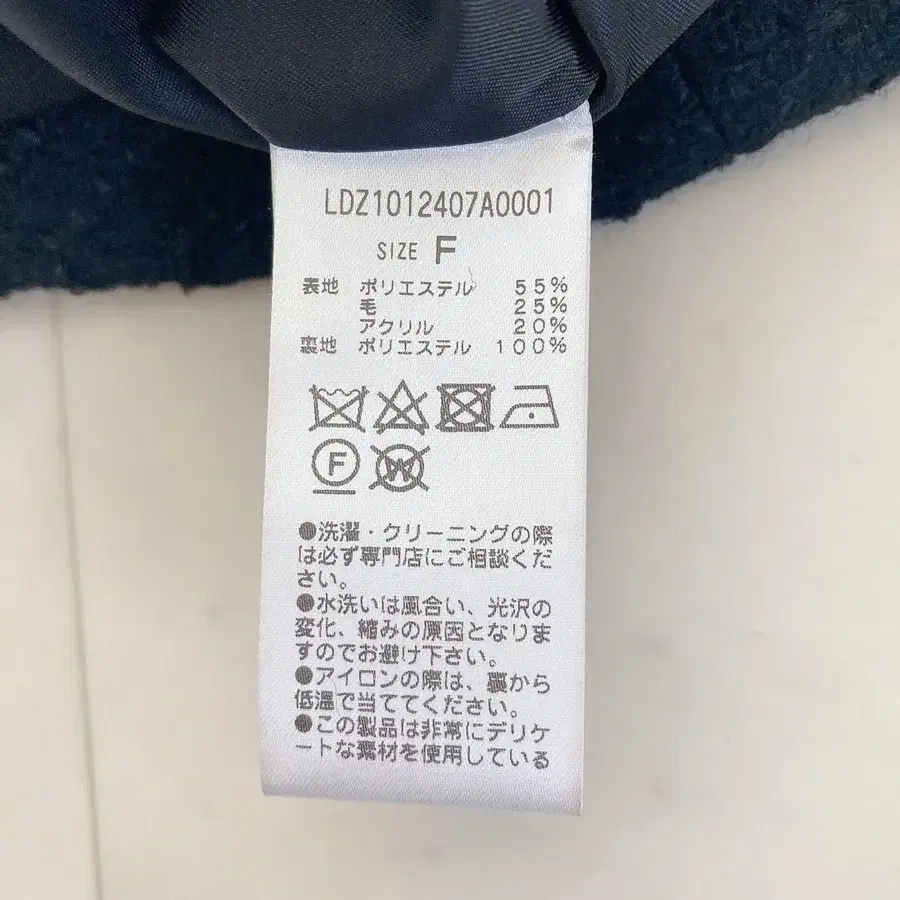 LDZ1012407A0001
SIZE F
表地 ポリエステル 55%
毛 25%
アクリル 20%
裏地 ポリエステル 100%
F W
●洗濯・クリーニングの際
は必ず専門店にご相談くだ
さい。
●水洗いは風合い、光沢の
変化、縮みの原因となりま
すのでお避け下さい。
●アイロンの際は、裏から
低温で当ててください。
●この製品は非常にデリケ
ートな素材を使用している